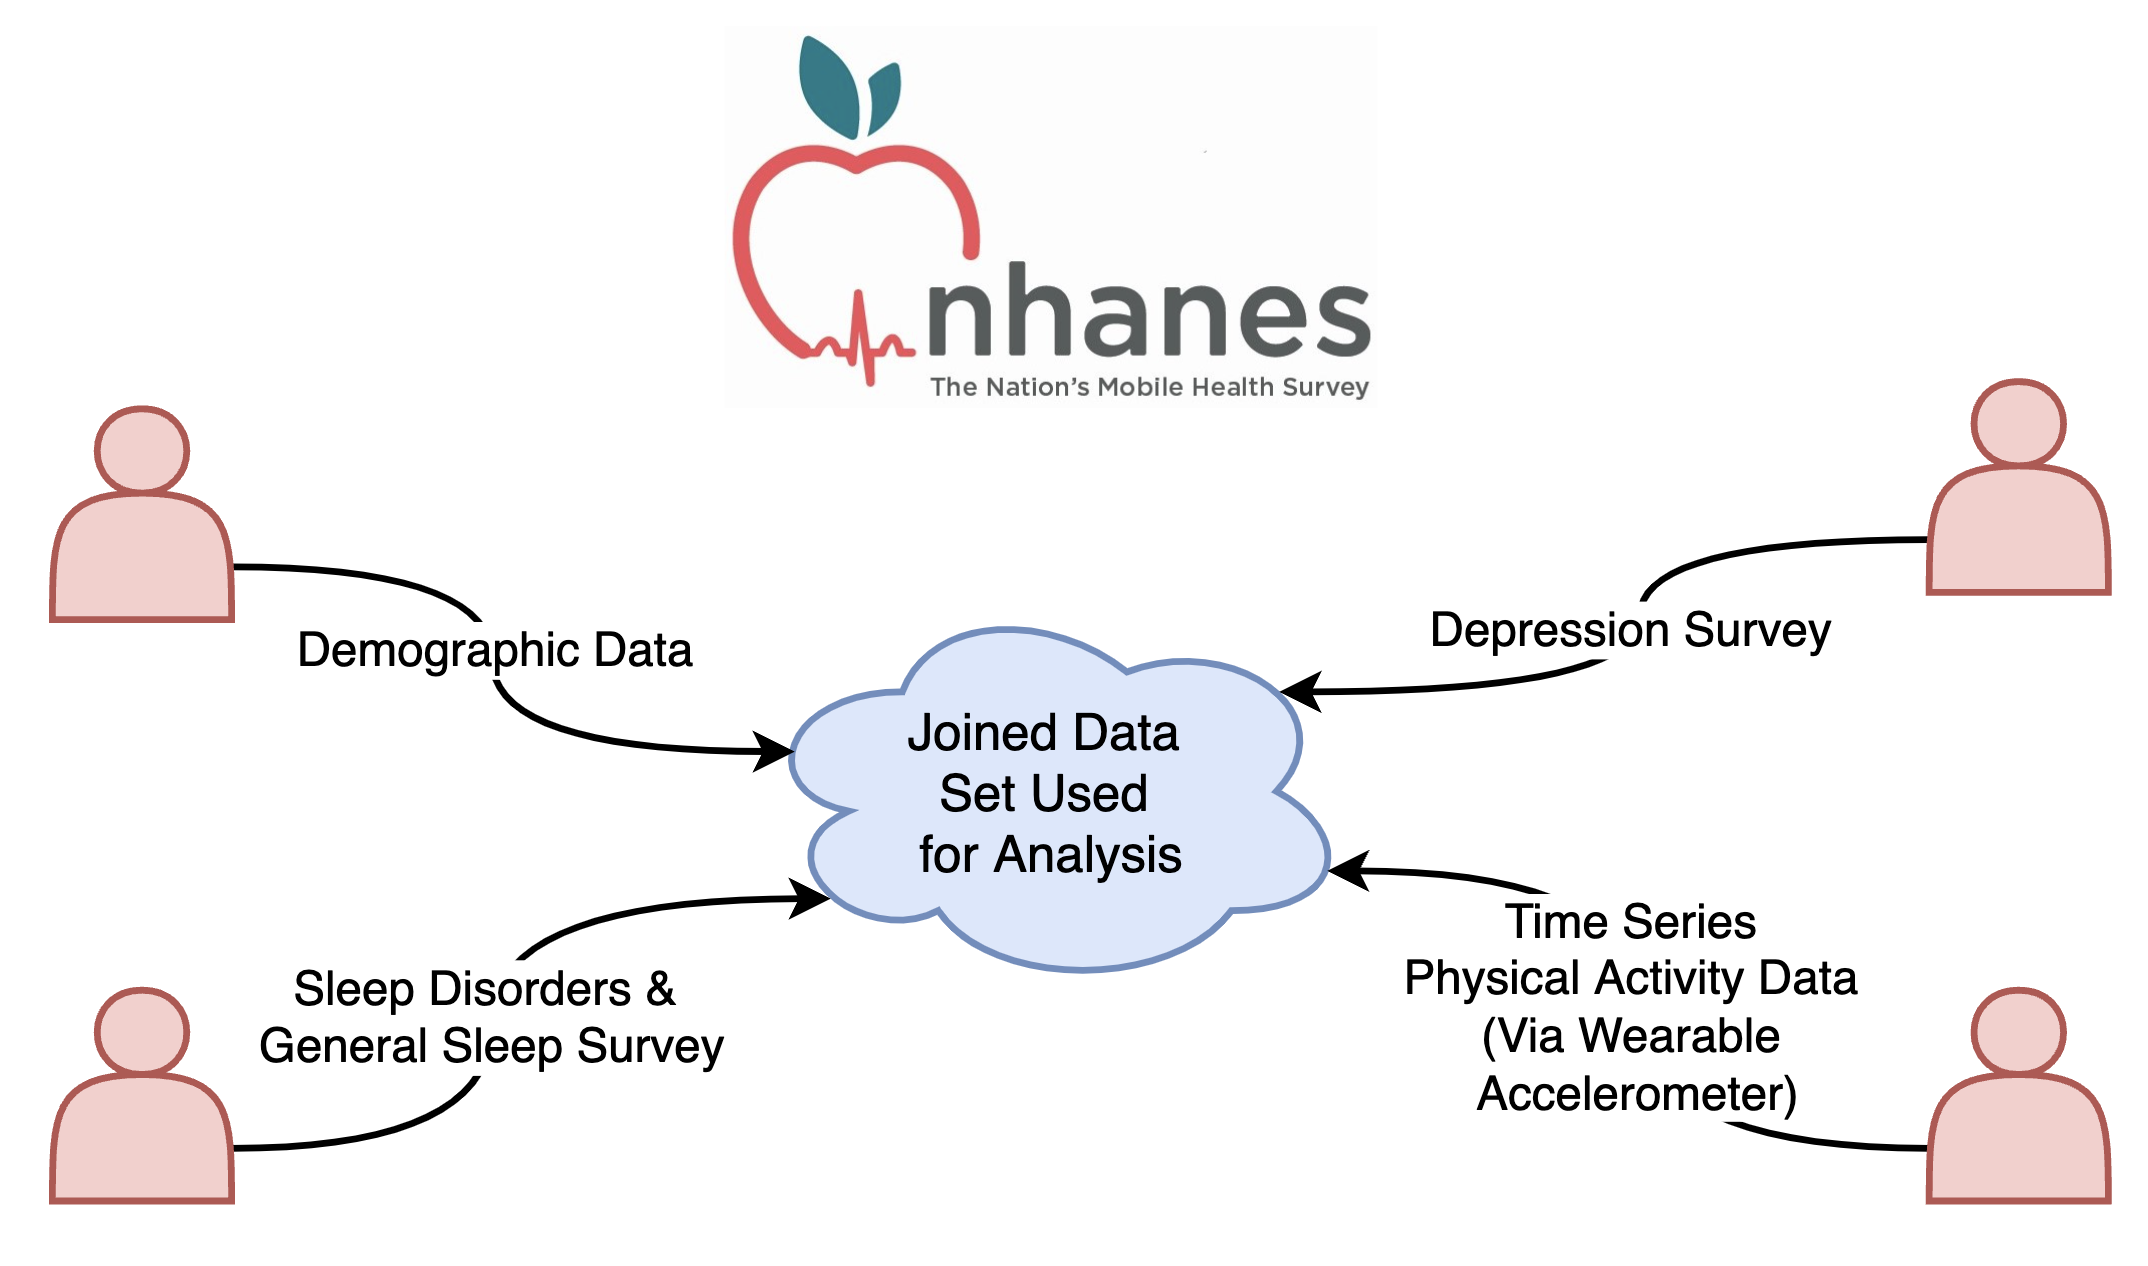 nhanes
The Nation's Mobile Health Survey
Demographic Data
Depression Survey
Joined Data
Set Used
for Analysis
Sleep Disorders &
General Sleep Survey
Time Series
Physical Activity Data
(Via Wearable
Accelerometer)